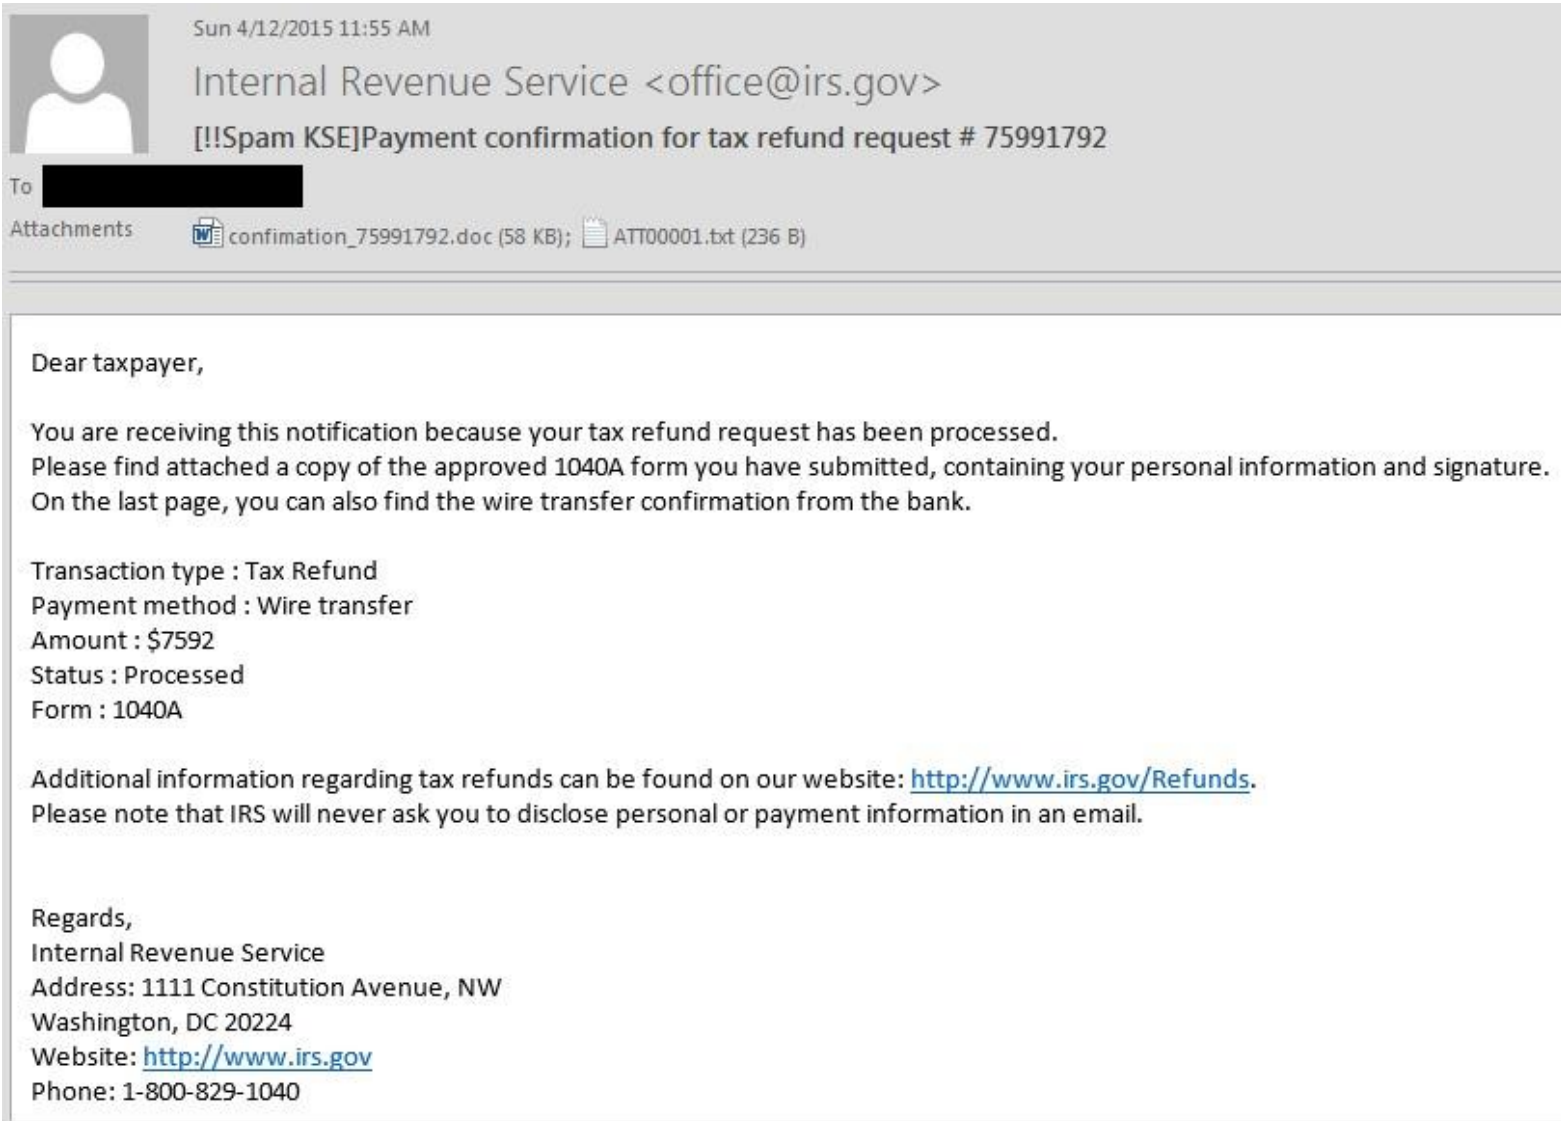 Sun 4/12/2015 11:55 AM
Internal Revenue Service <office@irs.gov>
[!!Spam KSE]Payment confirmation for tax refund request # 75991792
To
Attachments confimation_75991792.doc (58 KB); ATT00001.txt (236 B)
Dear taxpayer,
You are receiving this notification because your tax refund request has been processed.
Please find attached a copy of the approved 1040A form you have submitted, containing your personal information and signature.
On the last page, you can also find the wire transfer confirmation from the bank.
Transaction type : Tax Refund
Payment method : Wire transfer
Amount : $7592
Status : Processed
Form : 1040A
Additional information regarding tax refunds can be found on our website: http://www.irs.gov/Refunds.
Please note that IRS will never ask you to disclose personal or payment information in an email.
Regards,
Internal Revenue Service
Address: 1111 Constitution Avenue, NW
Washington, DC 20224
Website: http://www.irs.gov
Phone: 1-800-829-1040